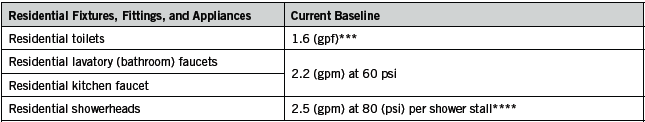 Residential Fixtures, Fittings, and Appliances Current Baseline
Residential toilets 1.6 (gpf)***
Residential lavatory (bathroom) faucets
2.2 (gpm) at 60 psi
Residential kitchen faucet
Residential showerheads 2.5 (gpm) at 80 (psi) per shower stall****